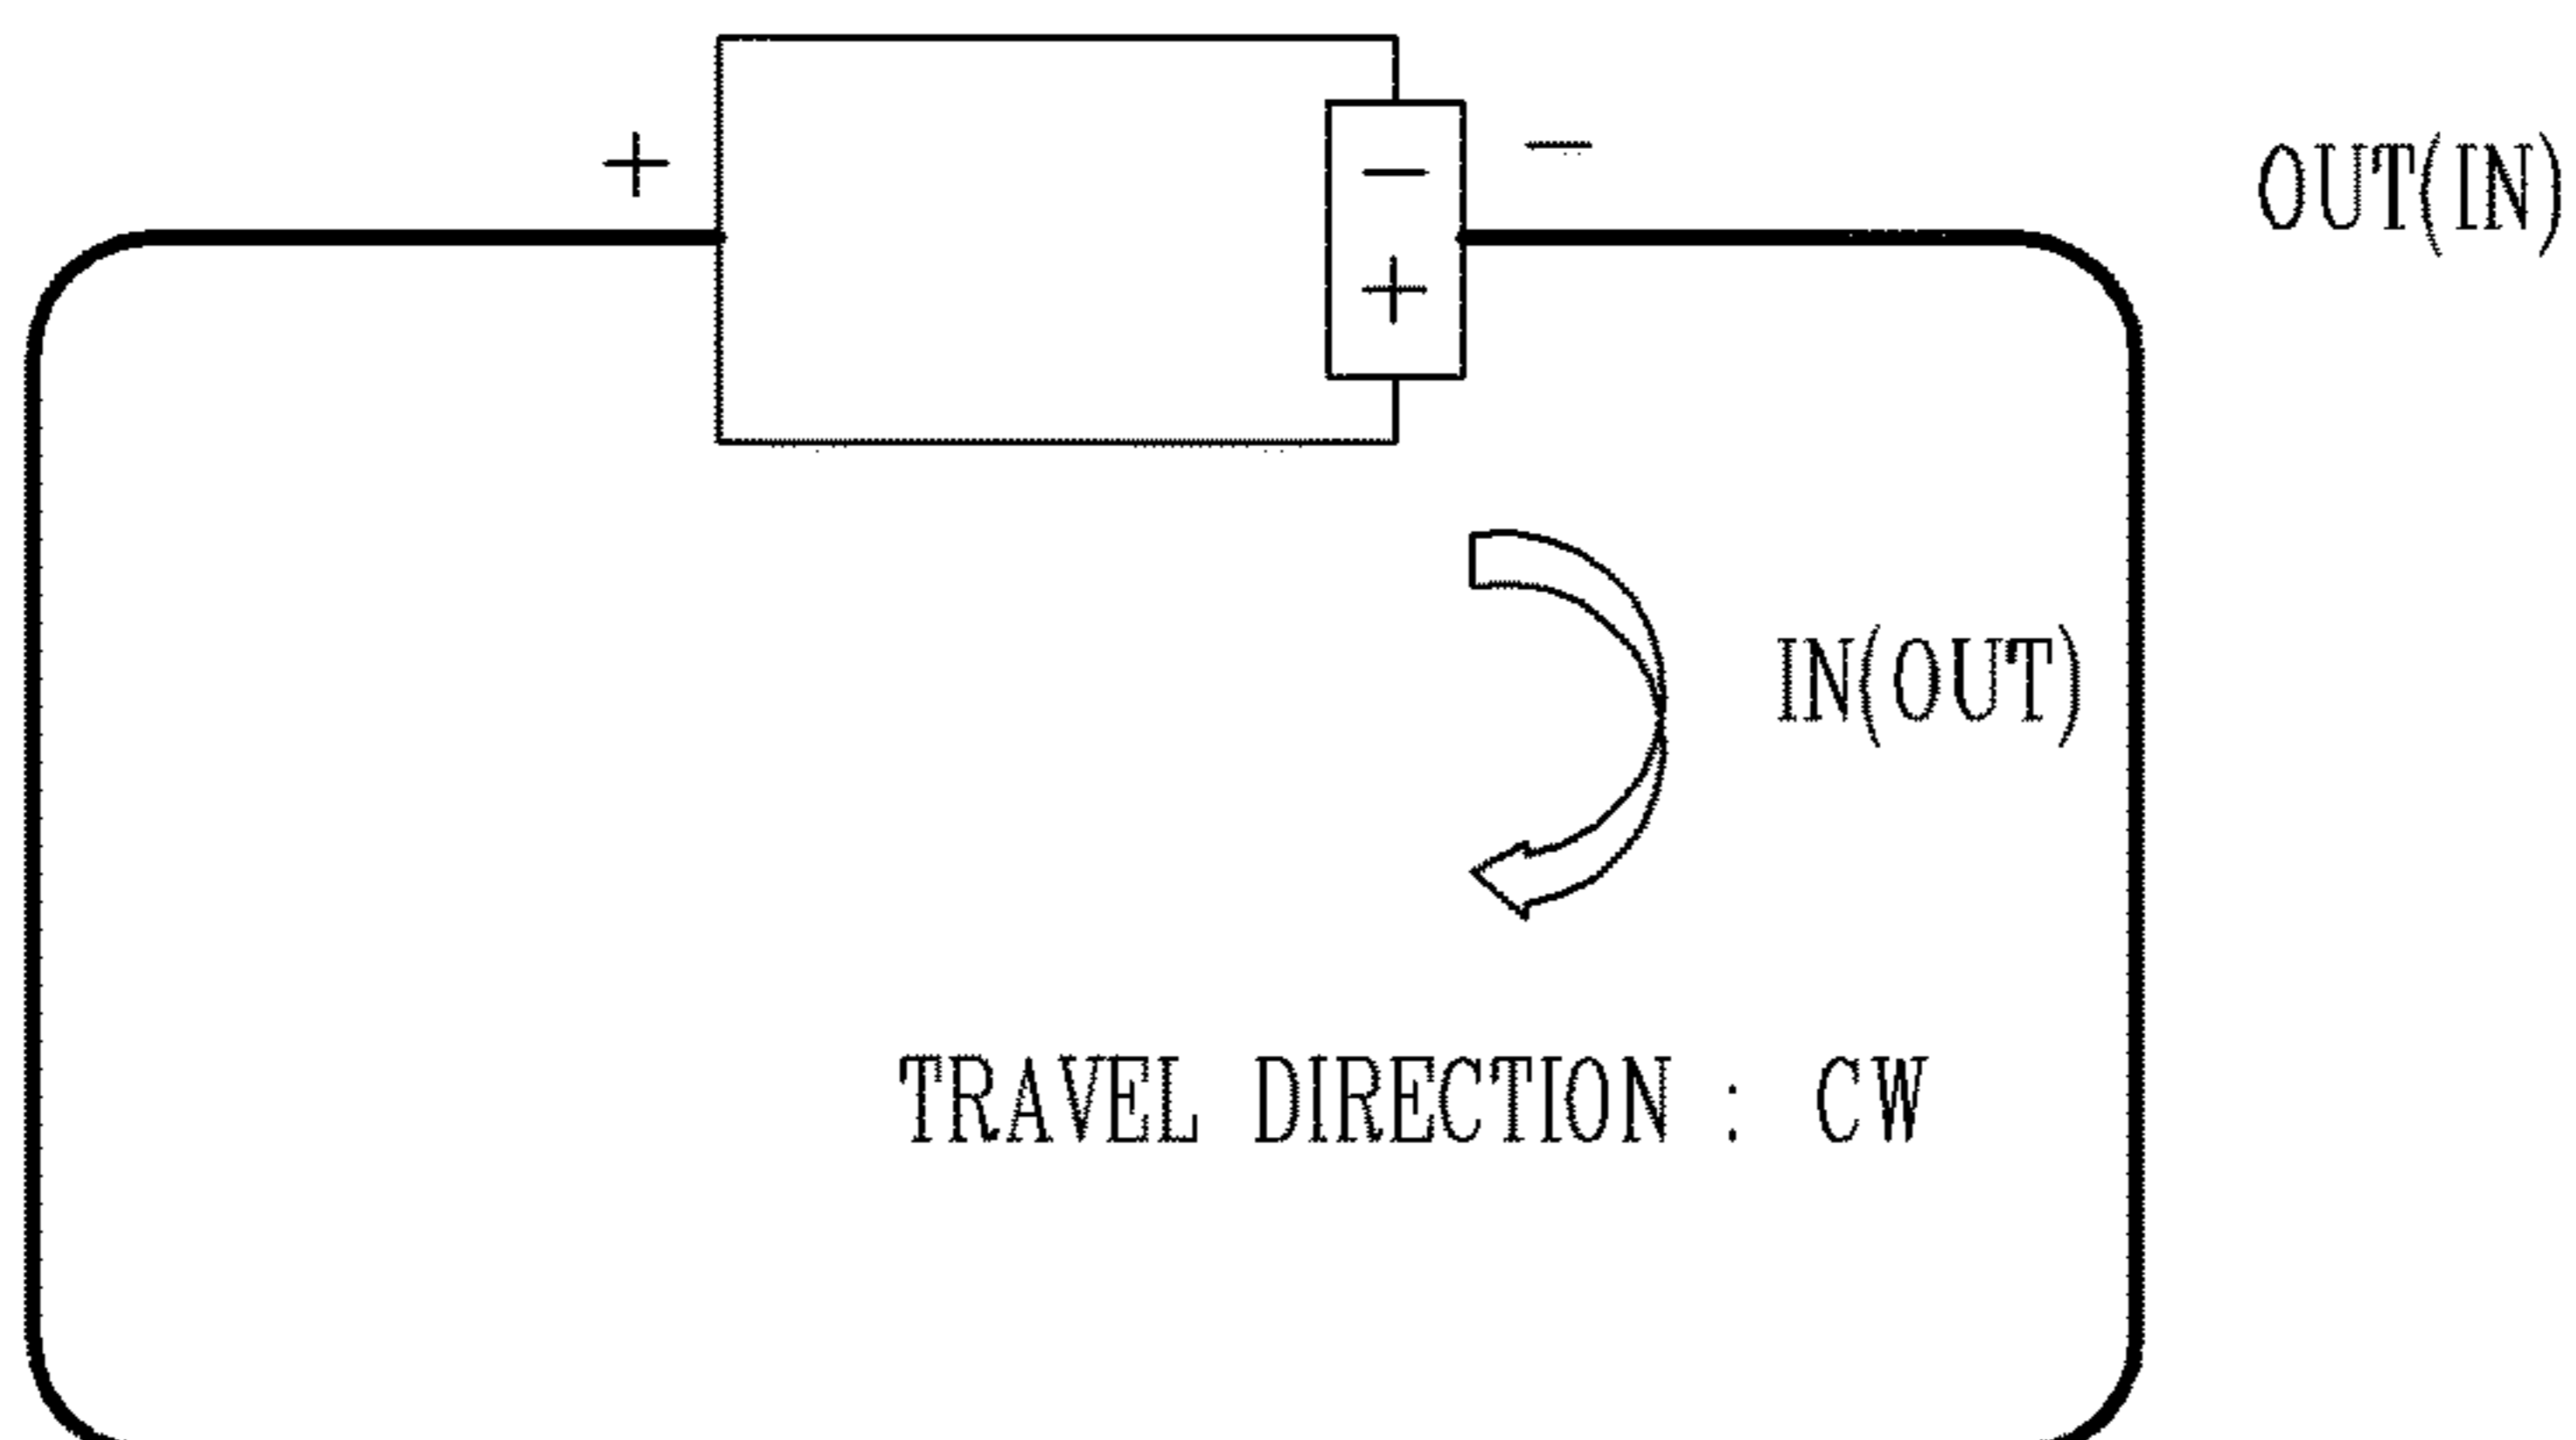 + −
OUT(IN)
−
+
IN(OUT)
TRAVEL DIRECTION : CW